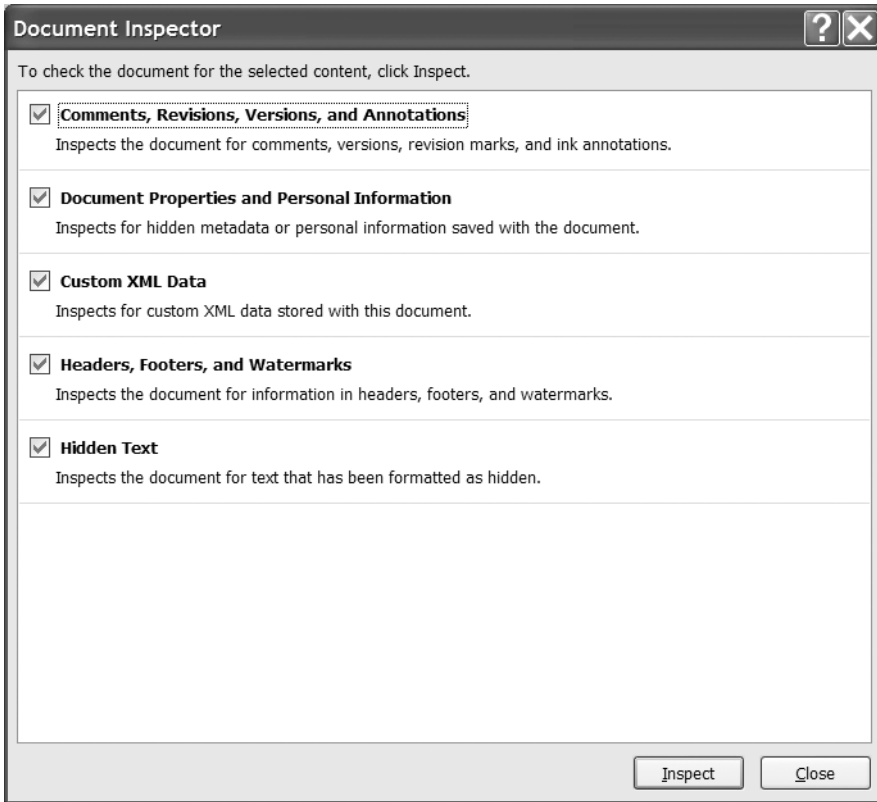 Document Inspector
To check the document for the selected content, click Inspect.
Comments, Revisions, Versions, and Annotations
Inspects the document for comments, versions, revision marks, and ink annotations.
Document Properties and Personal Information
Inspects for hidden metadata or personal information saved with the document.
Custom XML Data
Inspects for custom XML data stored with this document.
Headers, Footers, and Watermarks
Inspects the document for information in headers, footers, and watermarks.
Hidden Text
Inspects the document for text that has been formatted as hidden.
Inspect Close